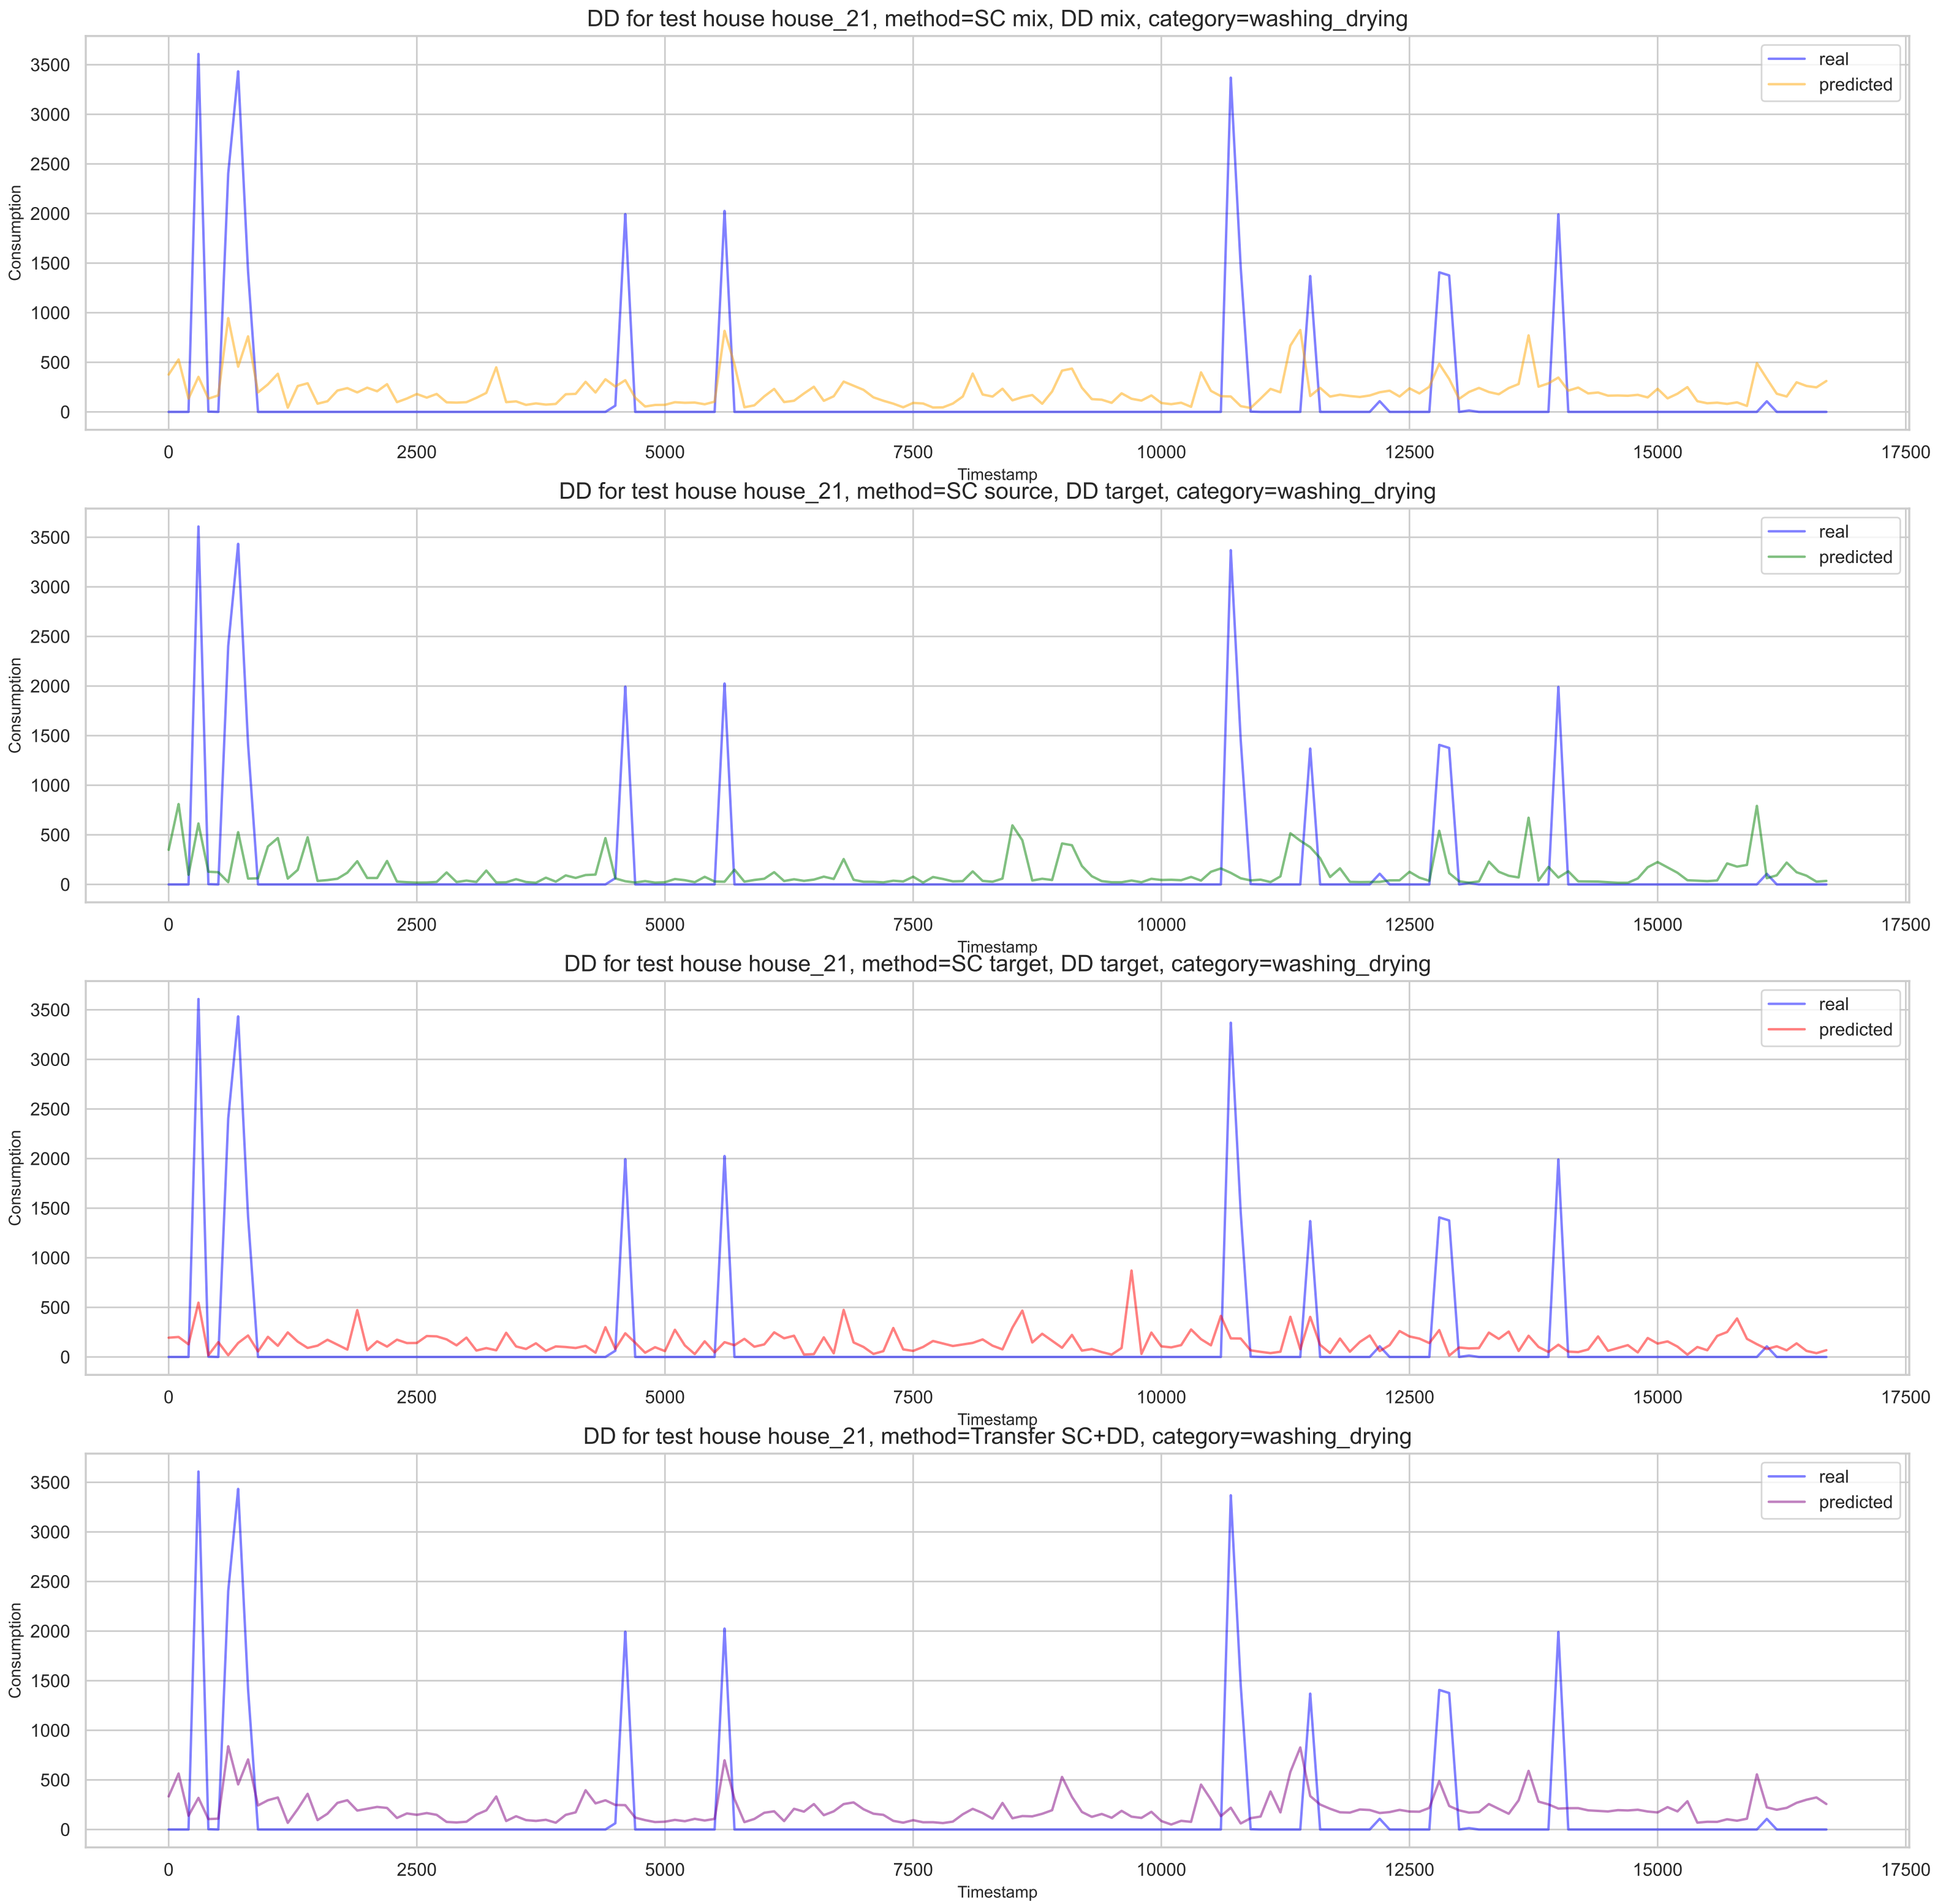 DD for test house house_21, method=SC mix, DD mix, category=washing_drying
real
predicted
3500
3000
2500
2000
1500
1000
500
0
Consumption
0 2500 5000 7500 10000 12500 15000 17500
Timestamp
DD for test house house_21, method=SC source, DD target, category=washing_drying
real
predicted
3500
3000
2500
2000
1500
1000
500
0
Consumption
0 2500 5000 7500 10000 12500 15000 17500
Timestamp
DD for test house house_21, method=SC target, DD target, category=washing_drying
real
predicted
3500
3000
2500
2000
1500
1000
500
0
Consumption
0 2500 5000 7500 10000 12500 15000 17500
Timestamp
DD for test house house_21, method=Transfer SC+DD, category=washing_drying
real
predicted
3500
3000
2500
2000
1500
1000
500
0
Consumption
0 2500 5000 7500 10000 12500 15000 17500
Timestamp